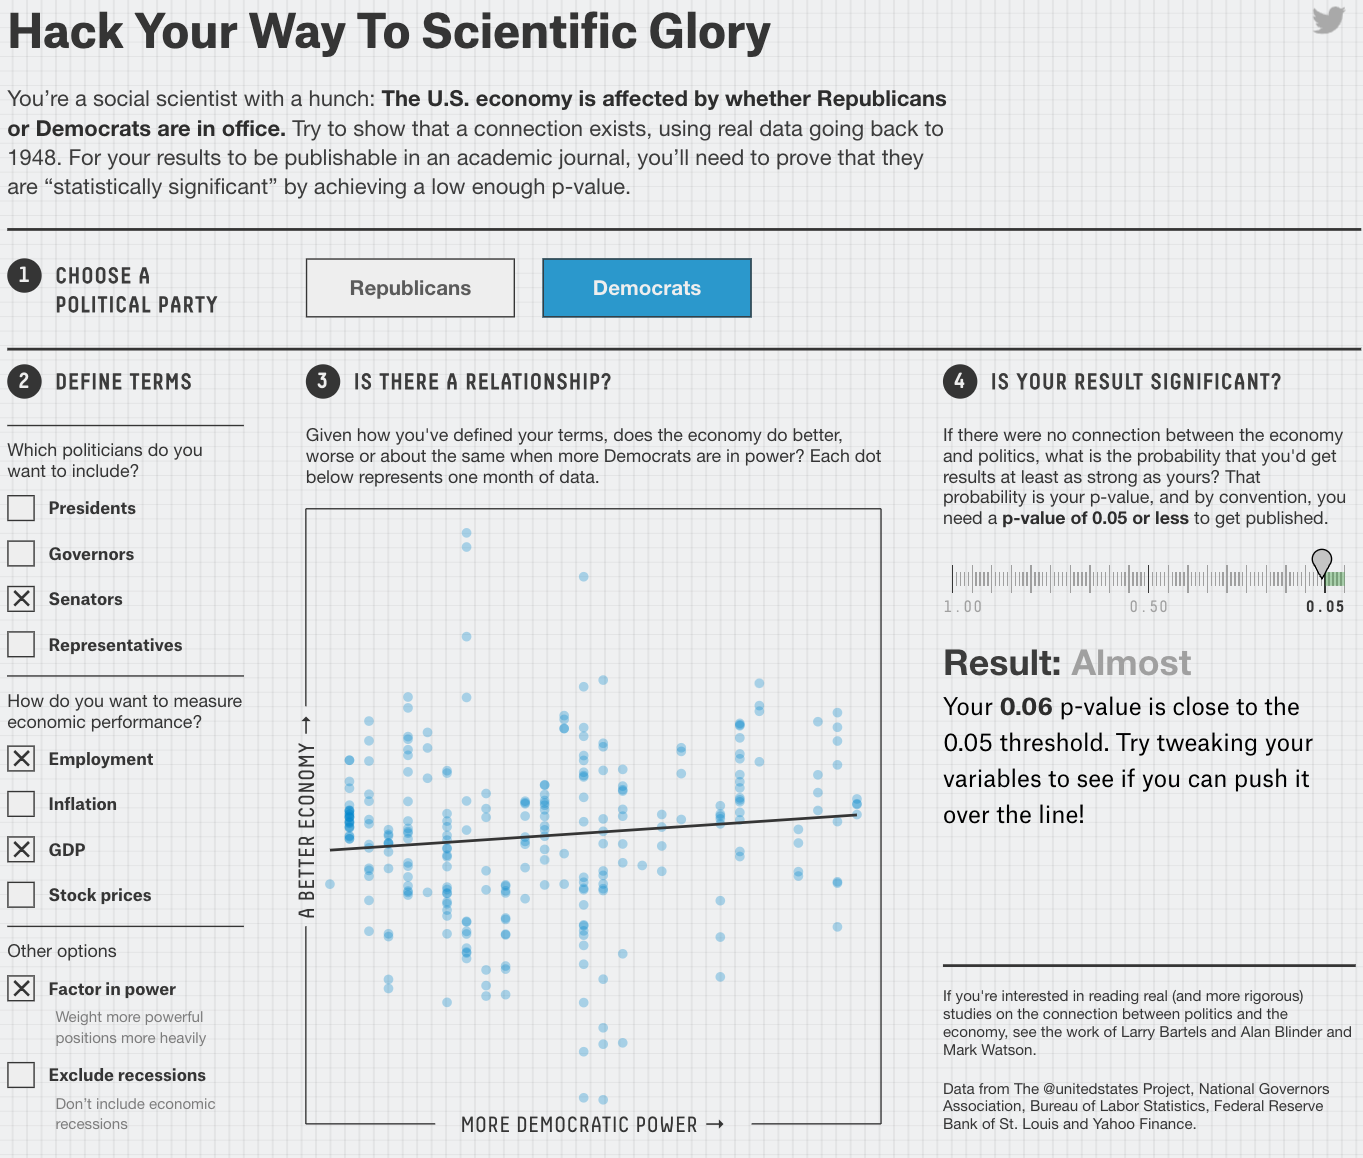 Hack Your Way To Scientific Glory
You’re a social scientist with a hunch: The U.S. economy is affected by whether Republicans
or Democrats are in office. Try to show that a connection exists, using real data going back to
1948. For your results to be publishable in an academic journal, you’ll need to prove that they
are “statistically significant” by achieving a low enough p-value.
1 CHOOSE A
POLITICAL PARTY
Republicans
Democrats
2 DEFINE TERMS
Which politicians do you
want to include?
Presidents
Governors
Senators
Representatives
How do you want to measure
economic performance?
Employment
Inflation
GDP
Stock prices
Other options
Factor in power
Weight more powerful
positions more heavily
Exclude recessions
Don’t include economic
recessions
3 IS THERE A RELATIONSHIP?
Given how you've defined your terms, does the economy do better,
worse or about the same when more Democrats are in power? Each dot
below represents one month of data.
A BETTER ECONOMY →
MORE DEMOCRATIC POWER →
4 IS YOUR RESULT SIGNIFICANT?
If there were no connection between the economy
and politics, what is the probability that you'd get
results at least as strong as yours? That
probability is your p-value, and by convention, you
need a p-value of 0.05 or less to get published.
1.00 0.50 0.05
Result: Almost
Your 0.06 p-value is close to the
0.05 threshold. Try tweaking your
variables to see if you can push it
over the line!
If you're interested in reading real (and more rigorous)
studies on the connection between politics and the
economy, see the work of Larry Bartels and Alan Blinder and
Mark Watson.
Data from The @unitedstates Project, National Governors
Association, Bureau of Labor Statistics, Federal Reserve
Bank of St. Louis and Yahoo Finance.